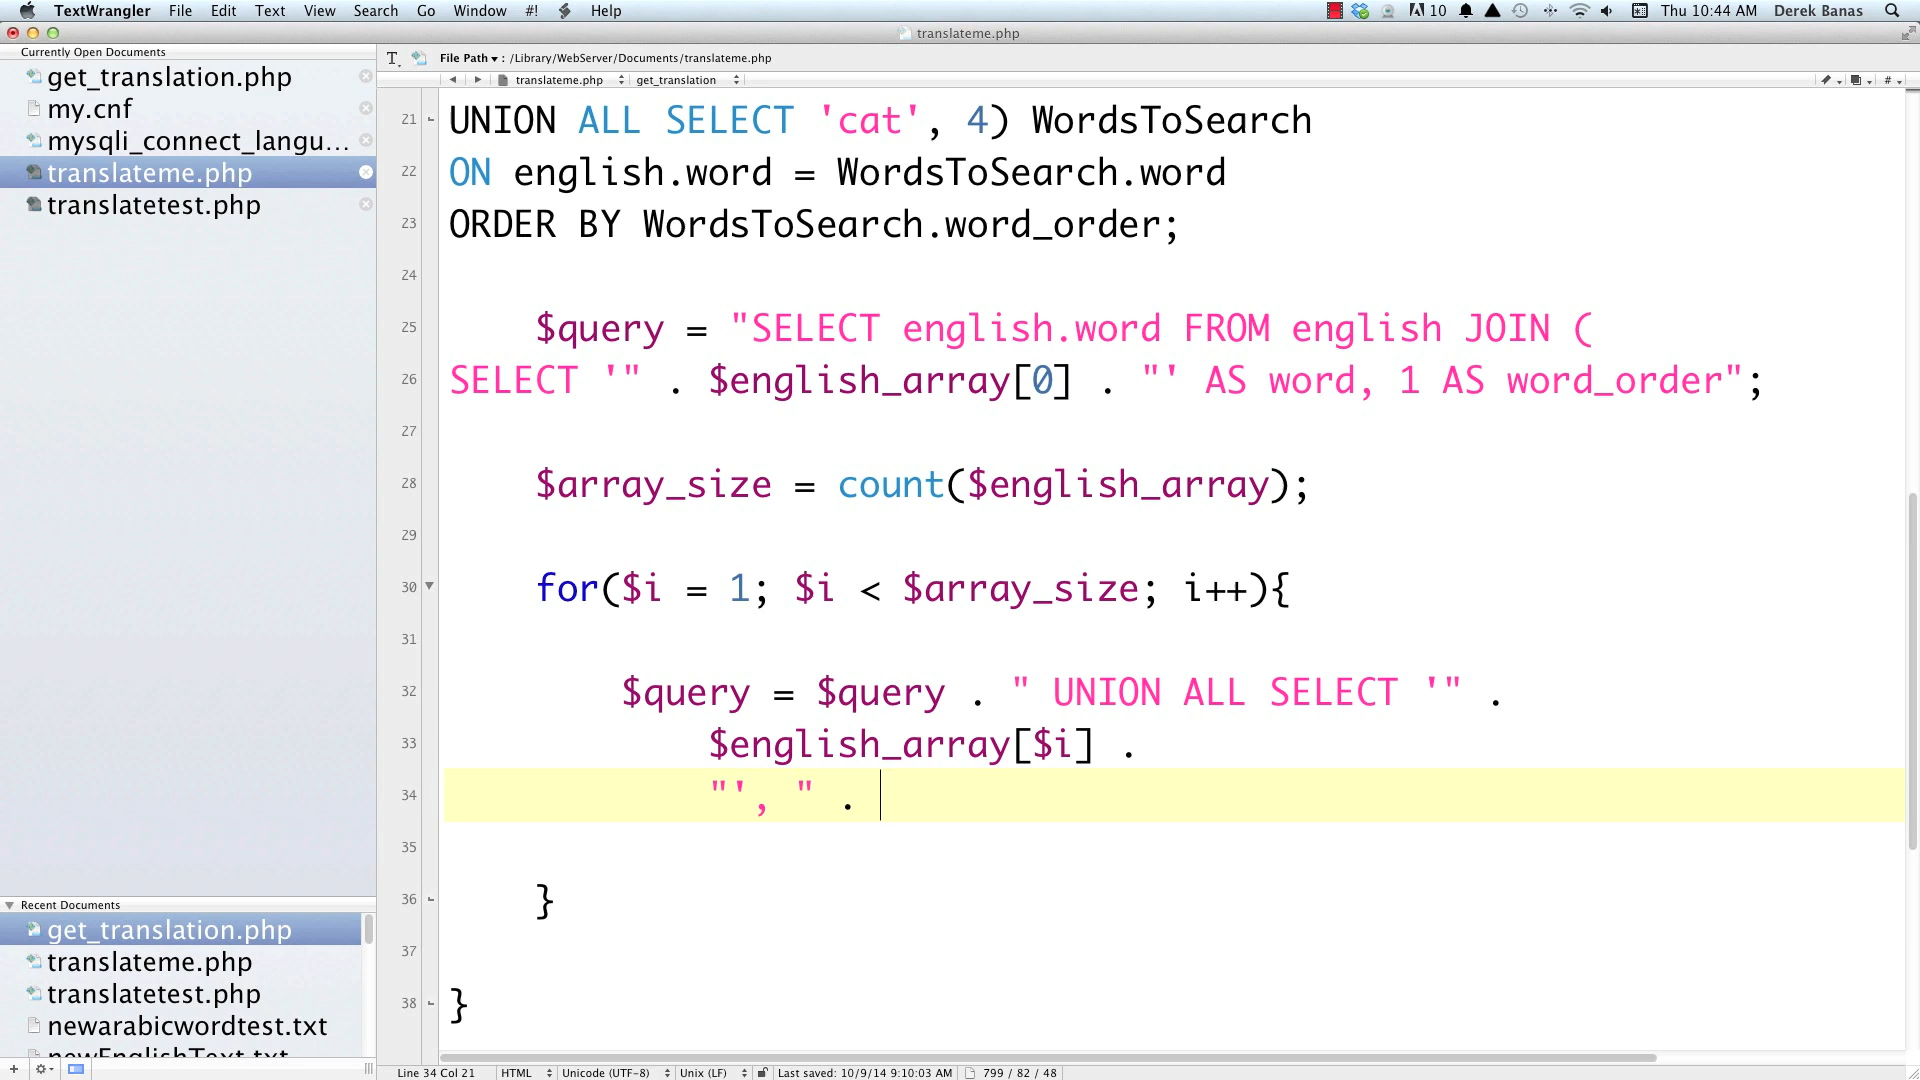 TextWrangler File Edit Text View Search Go Window #! Help 10 Thu 10:44 AM Derek Banas
translateme.php
Currently Open Documents
get_translation.php
my.cnf
mysqli_connect_langu...
translateme.php
translatetest.php
File Path ▾ : /Library/WebServer/Documents/translateme.php
translateme.php get_translation
21 UNION ALL SELECT 'cat', 4) WordsToSearch
22 ON english.word = WordsToSearch.word
23 ORDER BY WordsToSearch.word_order;
24
25 $query = "SELECT english.word FROM english JOIN (
26 SELECT '" . $english_array[0] . "' AS word, 1 AS word_order";
27
28 $array_size = count($english_array);
29
30 for($i = 1; $i < $array_size; i++){
31
32 $query = $query . " UNION ALL SELECT '" .
33 $english_array[$i] .
34 "', " .
35
36 }
37
38 }
Recent Documents
get_translation.php
translateme.php
translatetest.php
newarabicwordtest.txt
newEnglishText.txt
Line 34 Col 21 HTML Unicode (UTF-8) Unix (LF) Last saved: 10/9/14 9:10:03 AM 799 / 82 / 48